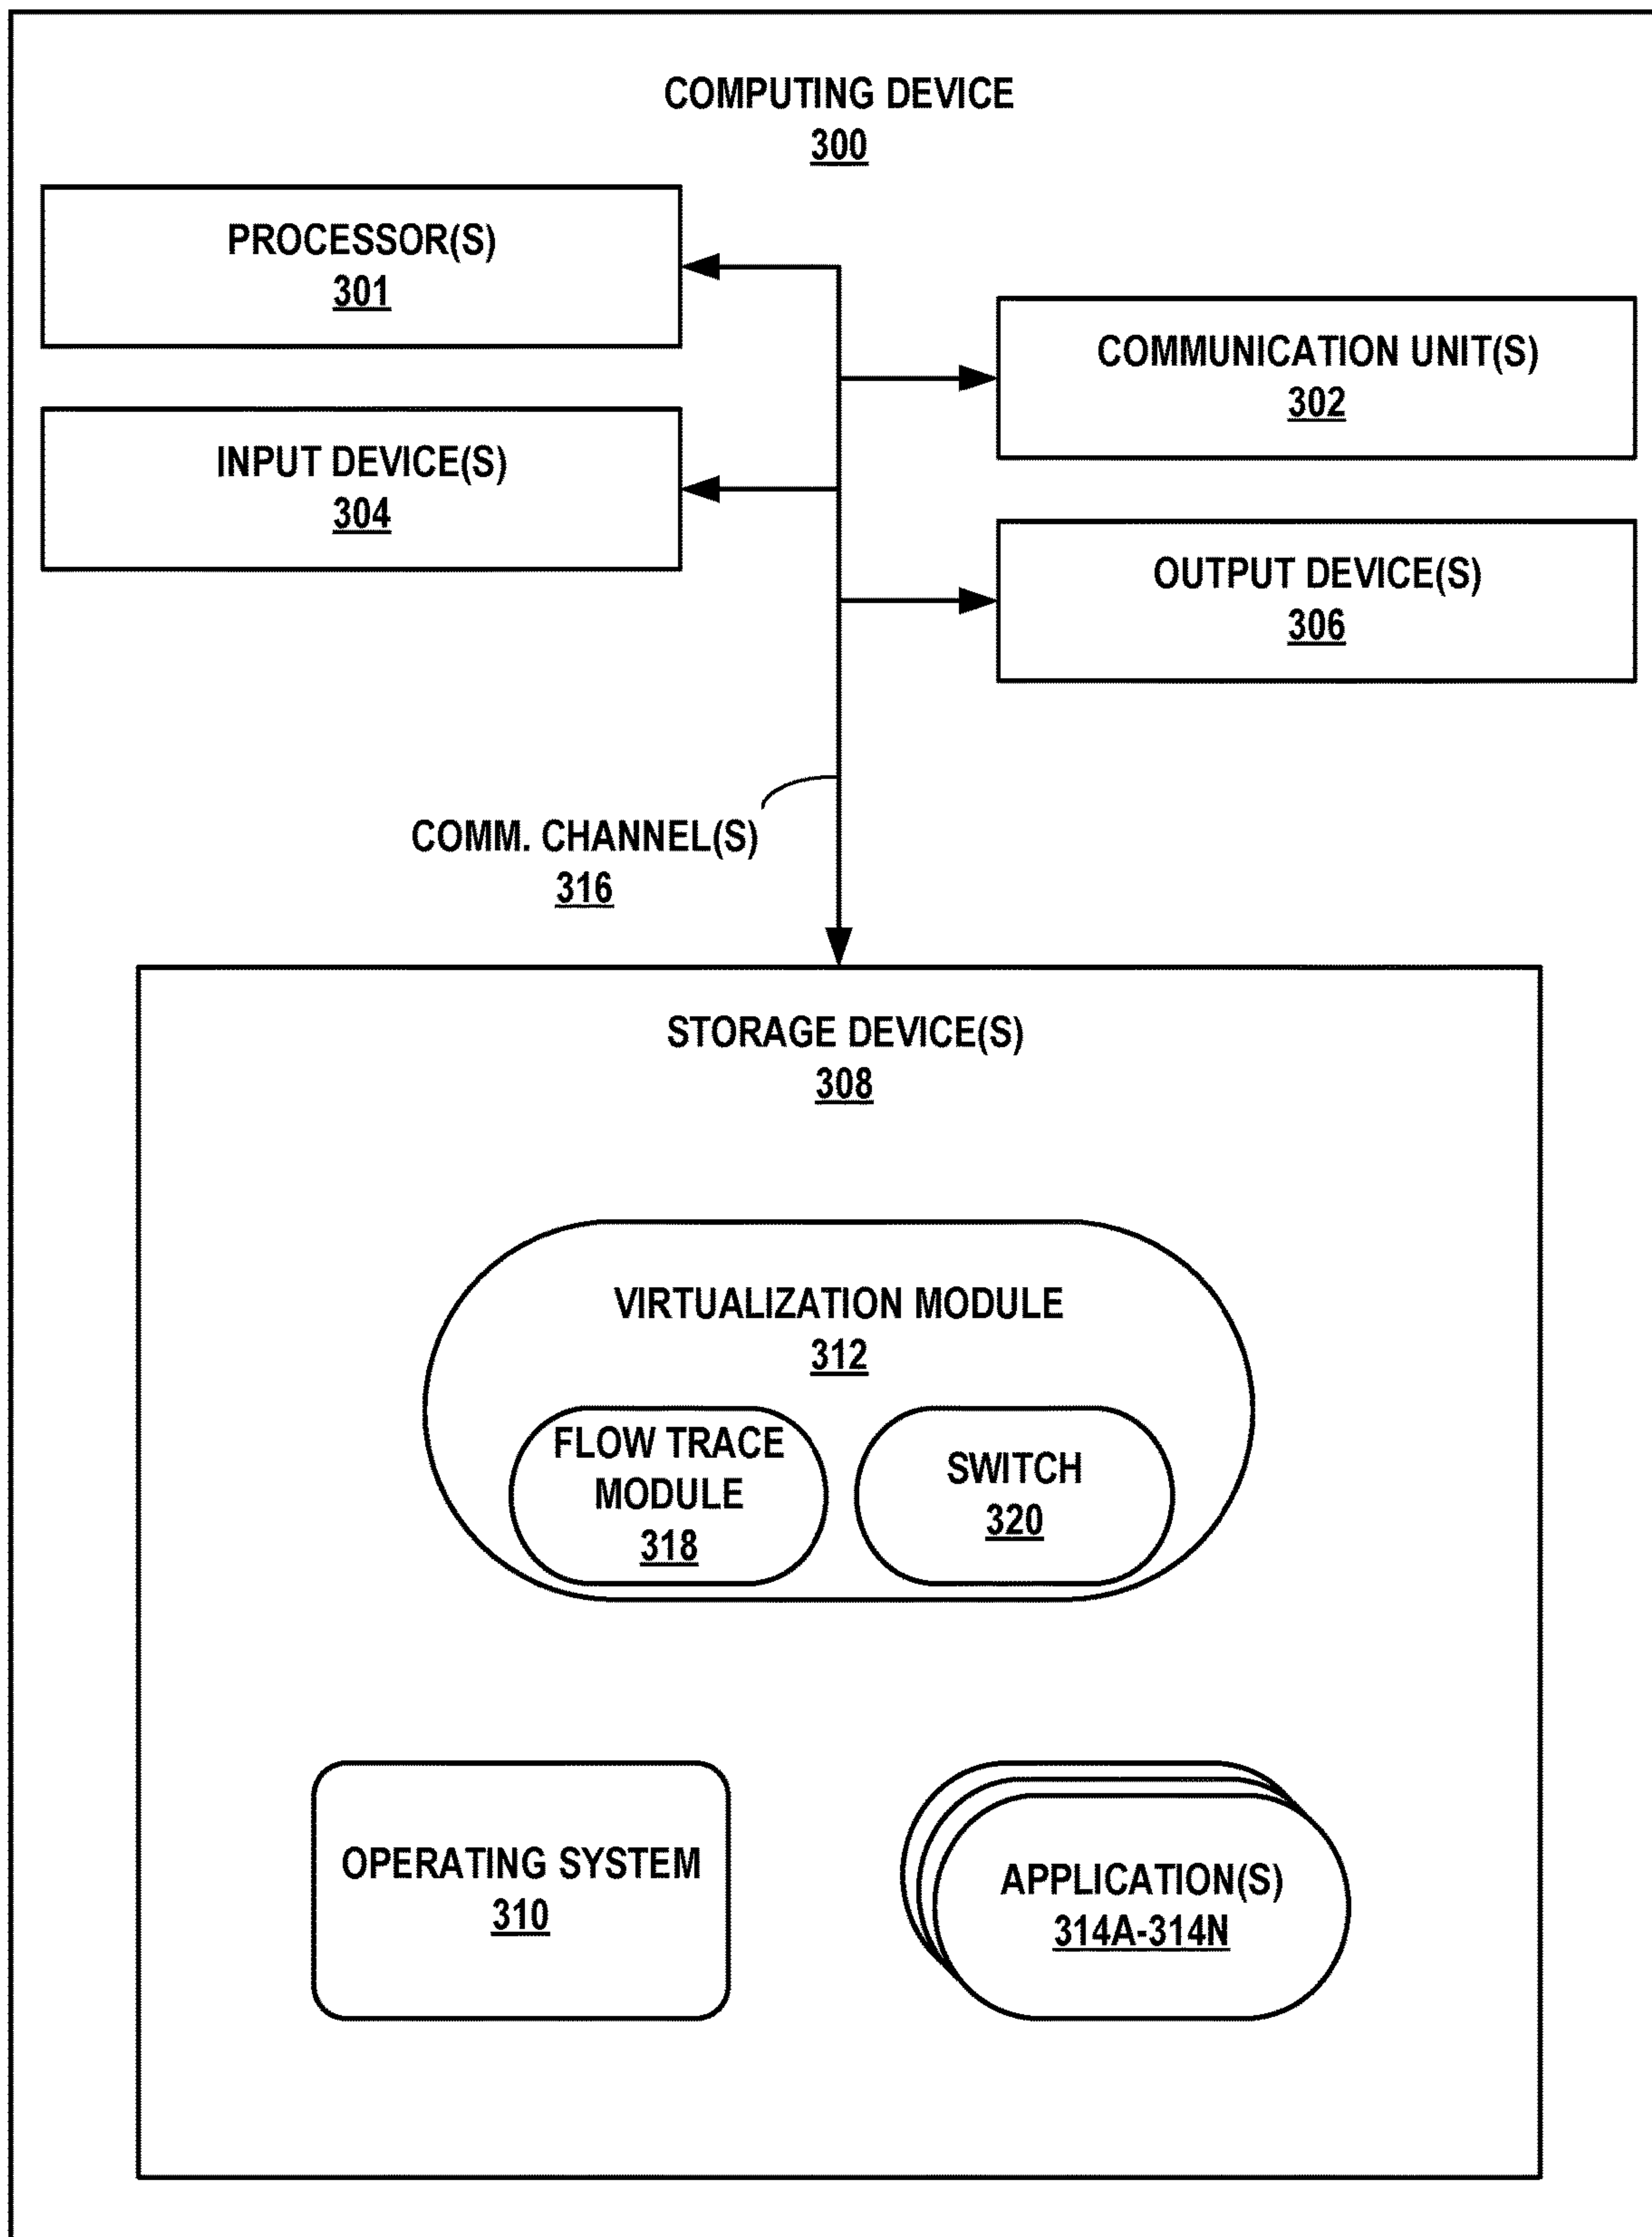 COMPUTING DEVICE
300
PROCESSOR(S)
301
COMMUNICATION UNIT(S)
302
INPUT DEVICE(S)
304
OUTPUT DEVICE(S)
306
COMM. CHANNEL(S)
316
STORAGE DEVICE(S)
308
VIRTUALIZATION MODULE
312
FLOW TRACE
MODULE
318
SWITCH
320
OPERATING SYSTEM
310
APPLICATION(S)
314A-314N